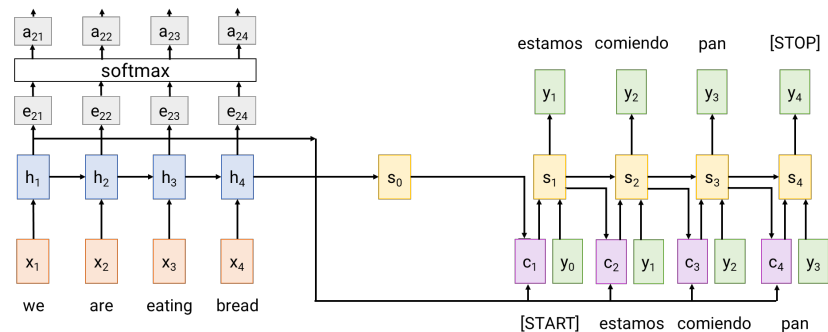 a₂₁ a₂₂ a₂₃ a₂₄
softmax
e₂₁ e₂₂ e₂₃ e₂₄
h₁ h₂ h₃ h₄
x₁ x₂ x₃ x₄
we are eating bread
s₀
estamos comiendo pan [STOP]
y₁ y₂ y₃ y₄
s₁ s₂ s₃ s₄
c₁ y₀ c₂ y₁ c₃ y₂ c₄ y₃
[START] estamos comiendo pan